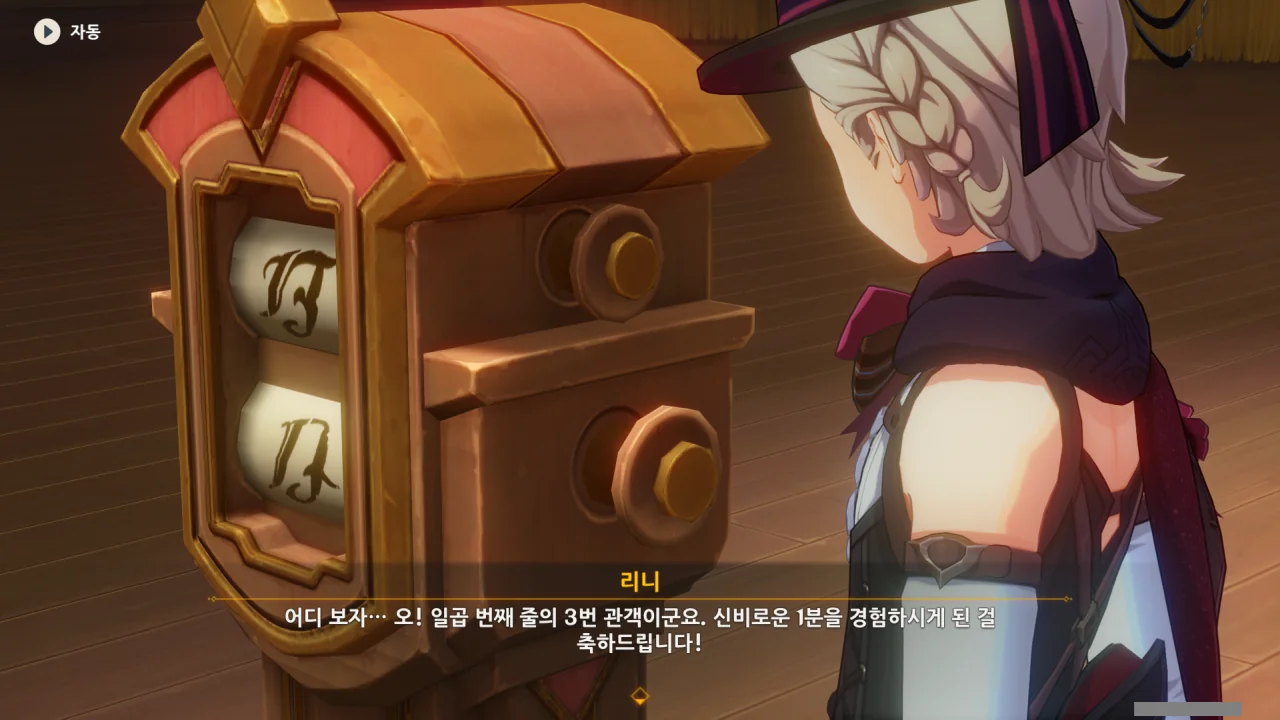 자동
리니
어디 보자… 오! 일곱 번째 줄의 3번 관객이군요. 신비로운 1분을 경험하시게 된 걸
축하드립니다!